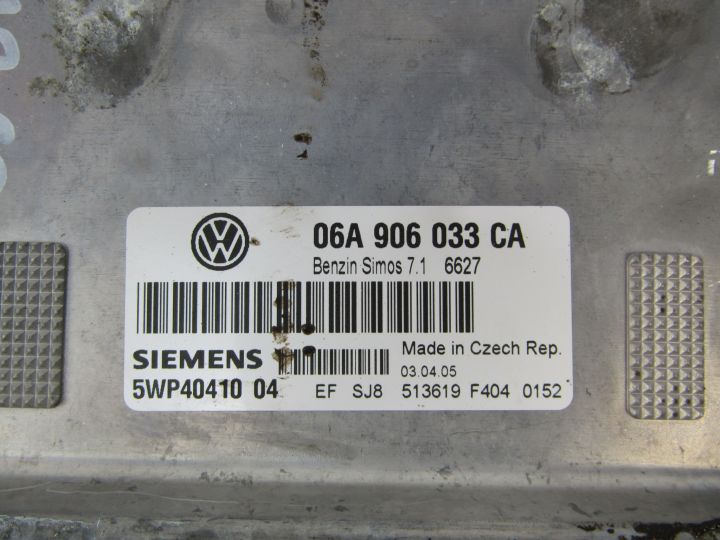 06A 906 033 CA
Benzin Simos 7.1 6627
SIEMENS
Made in Czech Rep.
03.04.05
5WP40410 04 EF SJ8 513619 F404 0152